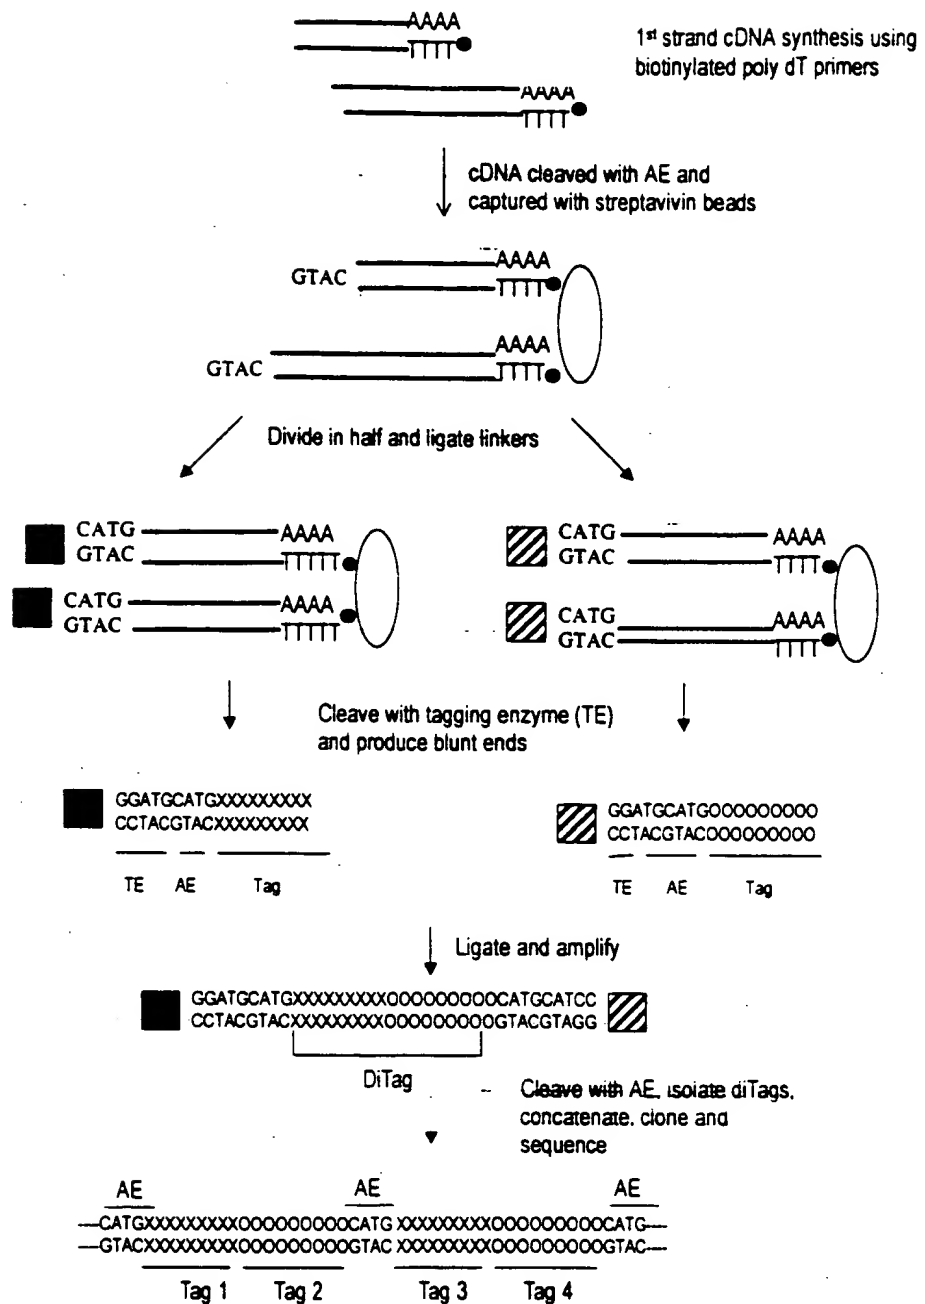 AAAA
TTTT
1st strand cDNA synthesis using
biotinylated poly dT primers
AAAA
TTTT
cDNA cleaved with AE and
captured with streptavivin beads
AAAA
GTAC
TTTT
AAAA
GTAC
TTTT
Divide in half and ligate linkers
CATG AAAA
GTAC TTTTT
CATG AAAA
GTAC TTTTT
CATG AAAA
GTAC TTTT
CATG AAAA
GTAC TTTT
Cleave with tagging enzyme (TE)
and produce blunt ends
GGATGCATGXXXXXXXXX
CCTACGTACXXXXXXXXX
TE AE Tag
GGATGCATGOOOOOOOOO
CCTACGTACOOOOOOOOO
TE AE Tag
Ligate and amplify
GGATGCATGXXXXXXXXXOOOOOOOOOCATGCATCC
CCTACGTACXXXXXXXXXOOOOOOOOOGTACGTAGG
DiTag
Cleave with AE, isolate diTags,
concatenate, clone and
sequence
AE AE AE
—CATGXXXXXXXXXOOOOOOOOOCATGXXXXXXXXXOOOOOOOOOCATG—
—GTACXXXXXXXXXOOOOOOOOOGTACXXXXXXXXXOOOOOOOOOGTAC—
Tag 1 Tag 2 Tag 3 Tag 4